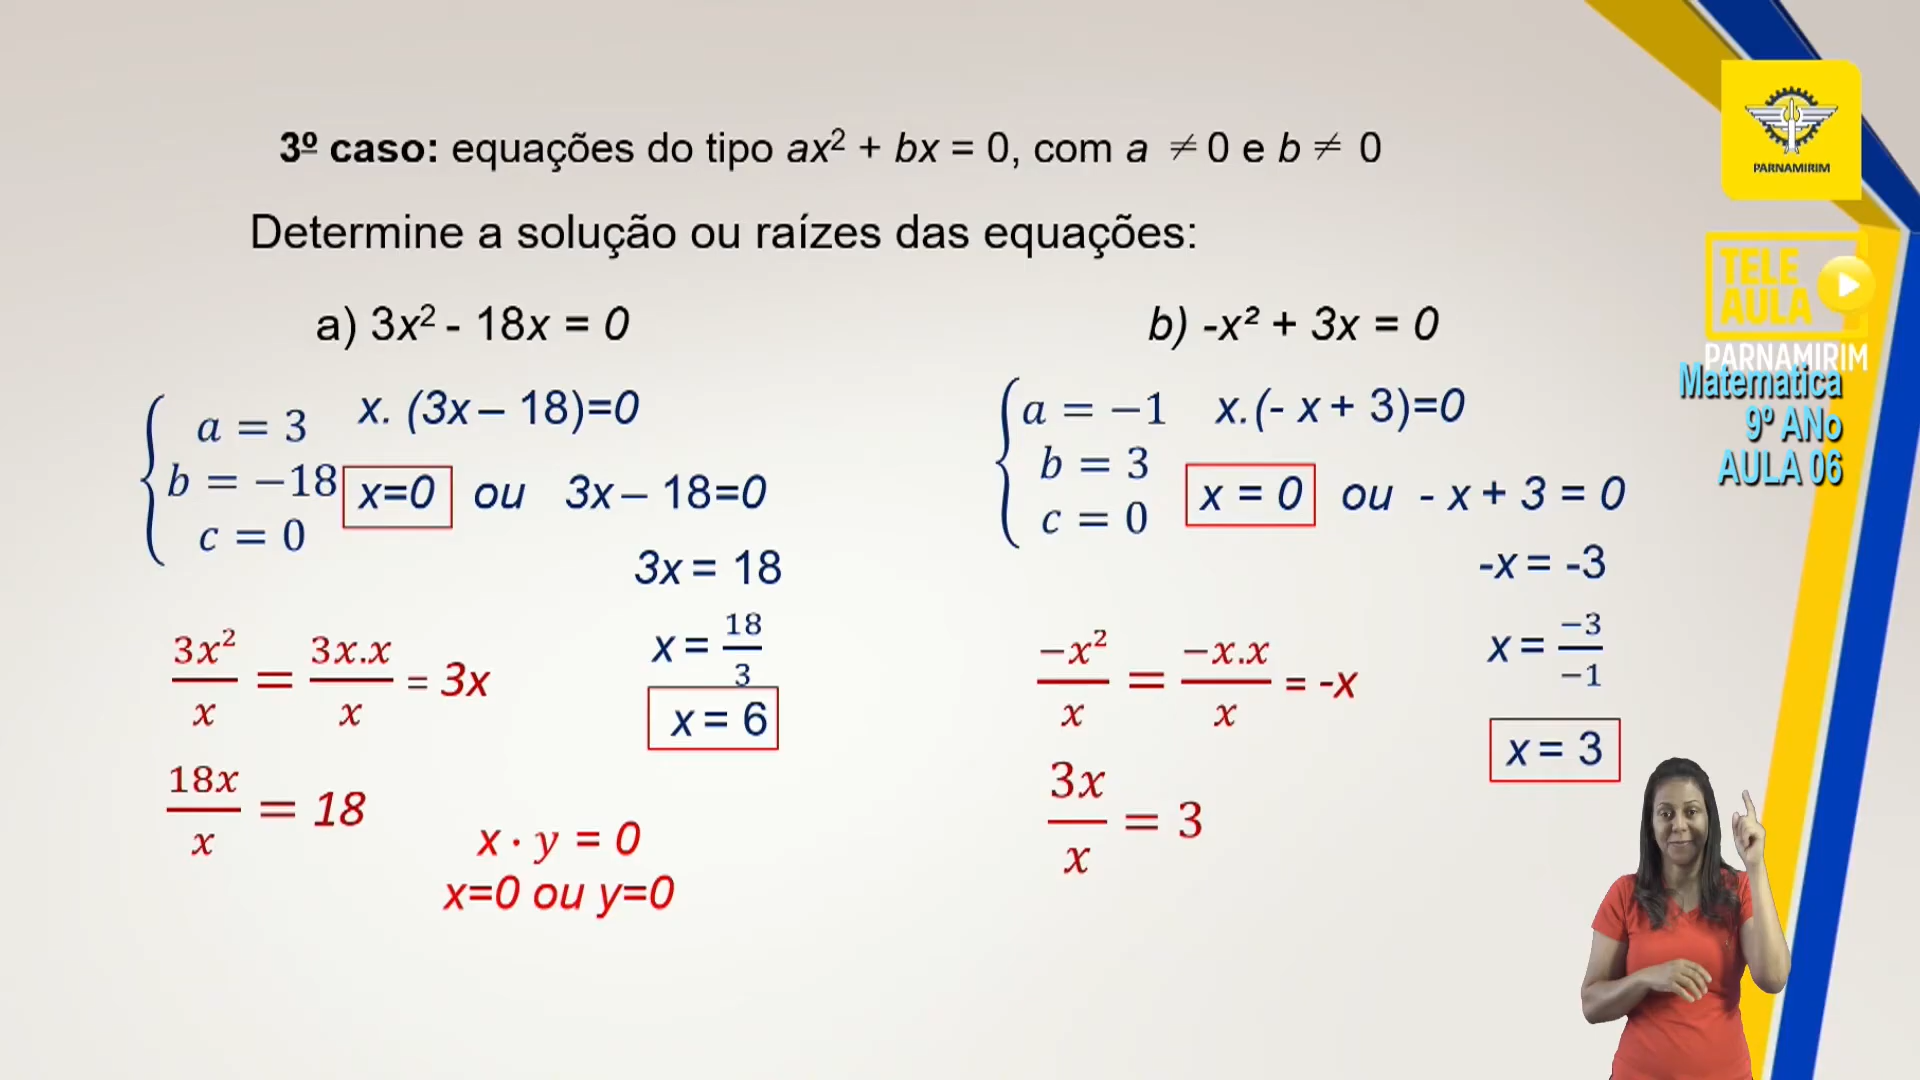 3º caso: equações do tipo ax² + bx = 0, com a ≠ 0 e b ≠ 0
Determine a solução ou raízes das equações:
a) 3x² - 18x = 0
{ a = 3
b = −18
c = 0
x. (3x – 18)=0
x=0 ou 3x – 18=0
3x = 18
x = 18/3
x = 6
3x²/x = 3x.x/x = 3x
18x/x = 18
x · y = 0
x=0 ou y=0
b) -x² + 3x = 0
{ a = −1
b = 3
c = 0
x.(- x + 3)=0
x = 0 ou - x + 3 = 0
-x = -3
x = −3/−1
x = 3
−x²/x = −x.x/x = -x
3x/x = 3
PARNAMIRIM
TELE
AULA
PARNAMIRIM
Matematica
9º ANo
AULA 06